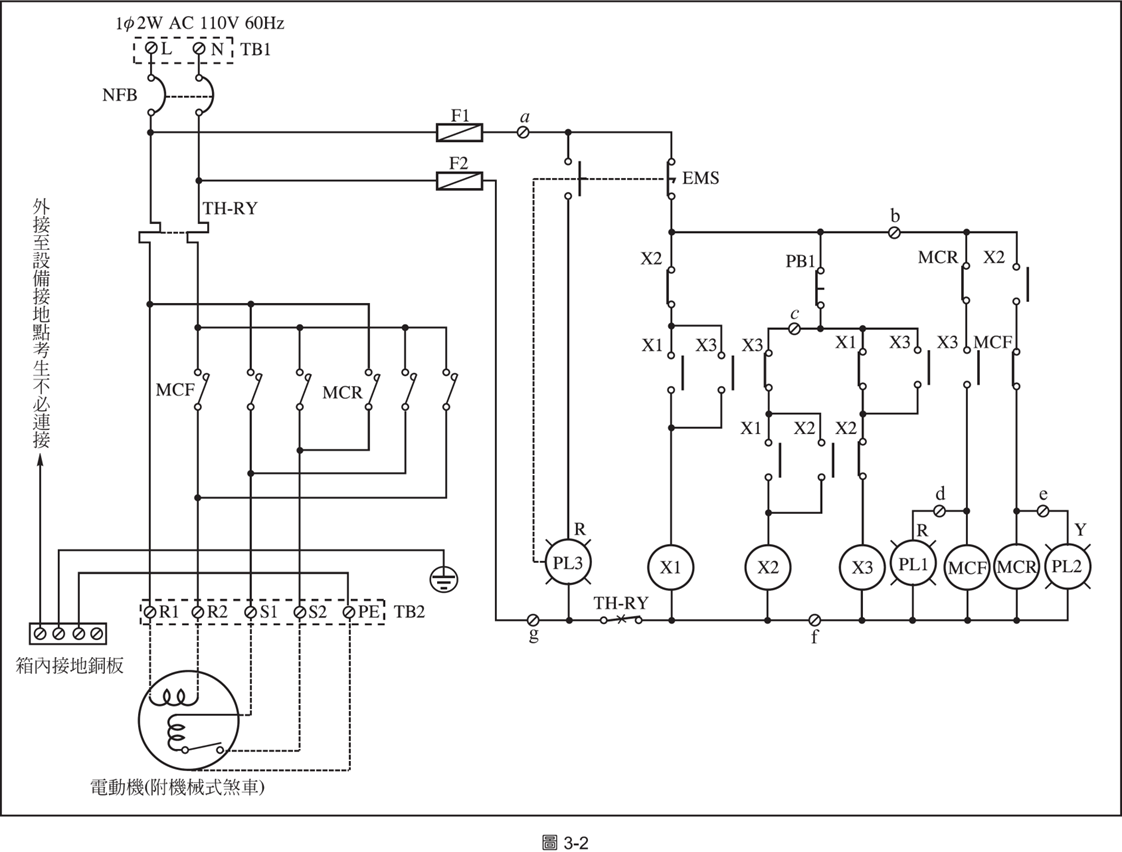 1ϕ2W AC 110V 60Hz
L N TB1
NFB
F1 a
F2
EMS
TH-RY
外接至設備接地點考生不必連接
b
X2 PB1 MCR X2
c
X1 X3 X3 X1 X3 X3 MCF
MCF MCR
X1 X2 X2
d e
R R Y
PL3 X1 X2 X3 PL1 MCF MCR PL2
TH-RY
R1 R2 S1 S2 PE TB2
g f
箱內接地銅板
電動機(附機械式煞車)
圖 3-2